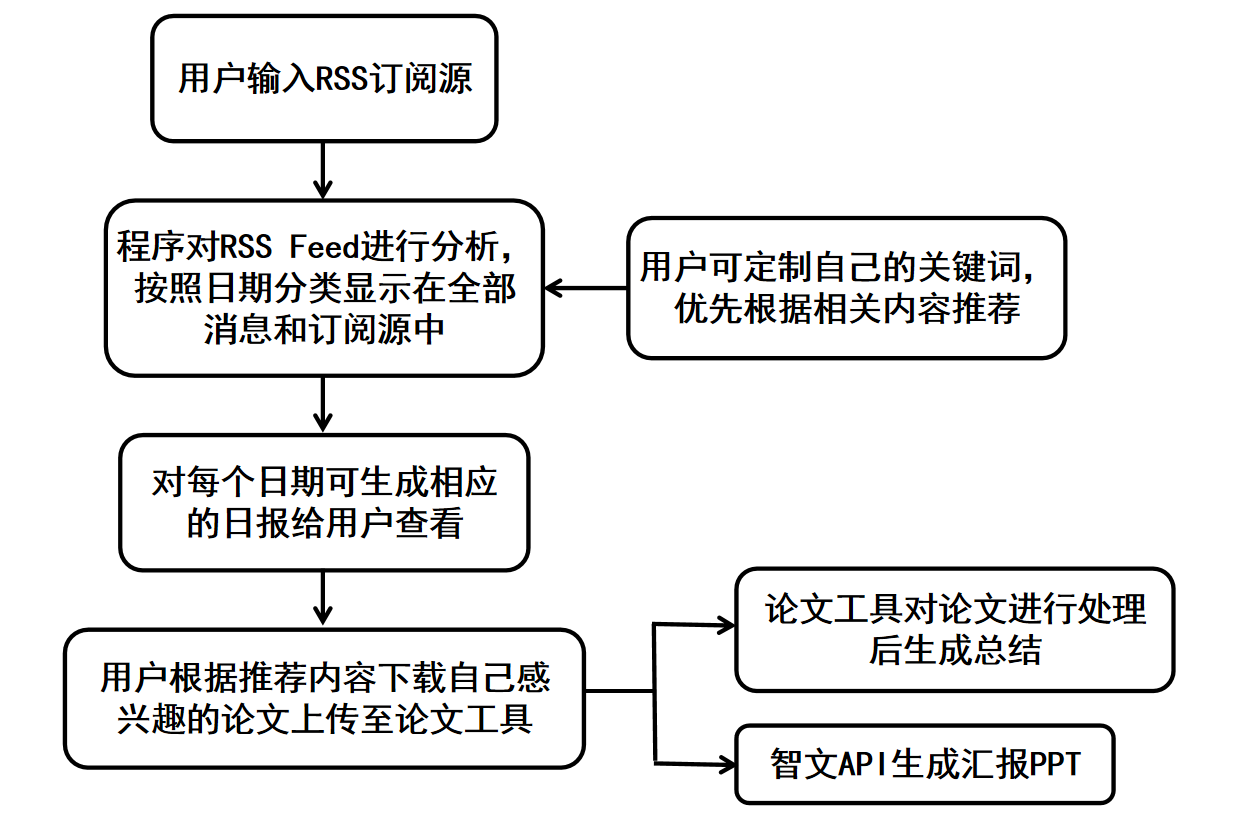 用户输入RSS订阅源
程序对RSS Feed进行分析，
按照日期分类显示在全部
消息和订阅源中
用户可定制自己的关键词，
优先根据相关内容推荐
对每个日期可生成相应
的日报给用户查看
用户根据推荐内容下载自己感
兴趣的论文上传至论文工具
论文工具对论文进行处理
后生成总结
智文API生成汇报PPT